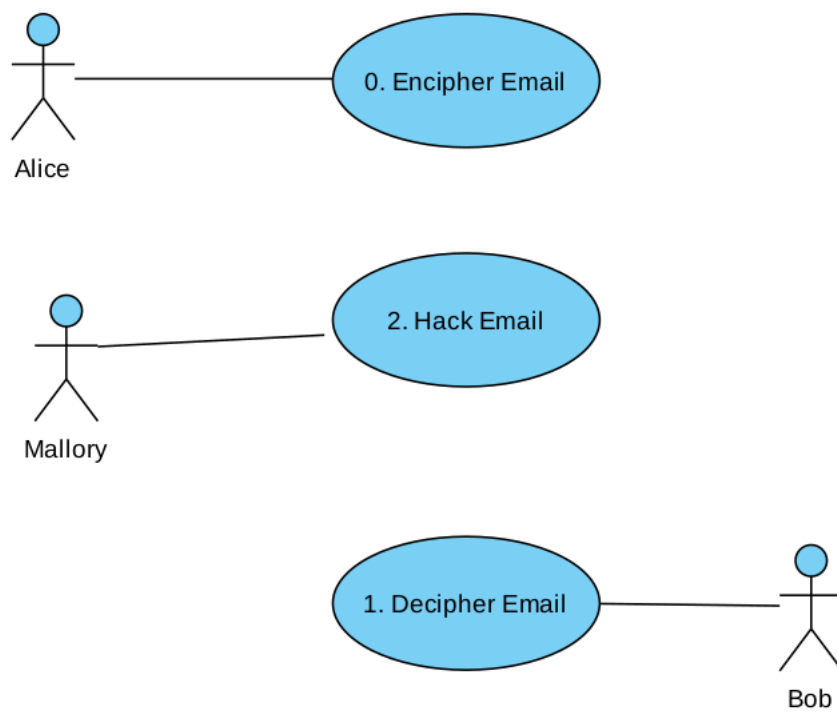 0. Encipher Email
Alice
2. Hack Email
Mallory
1. Decipher Email
Bob